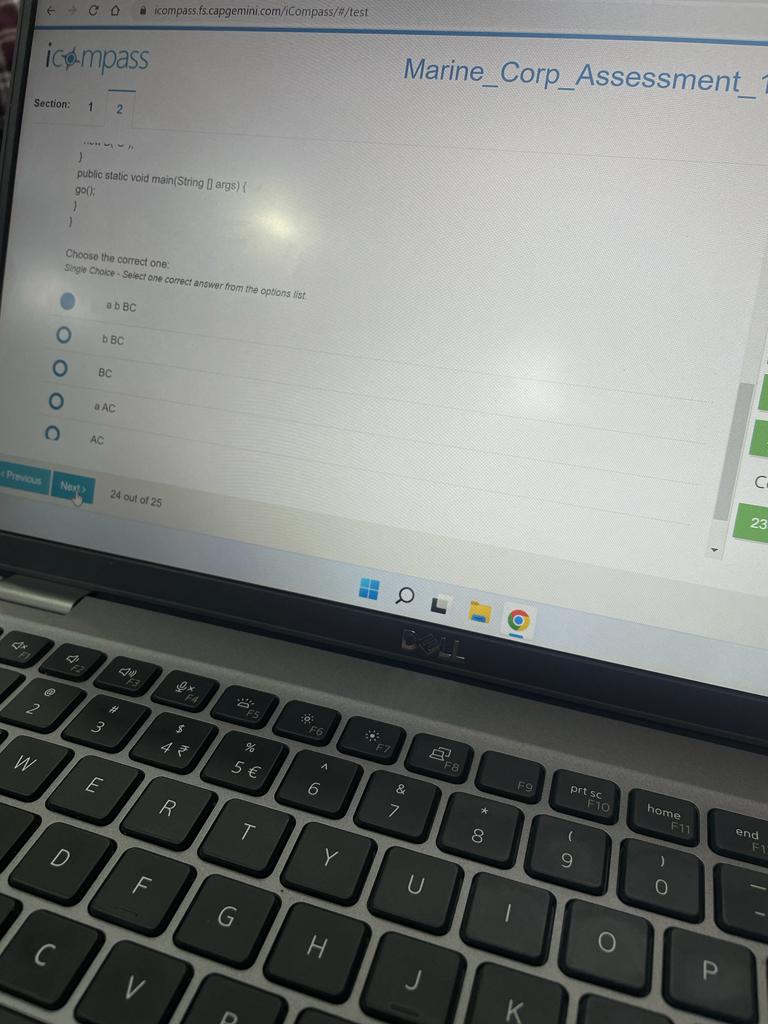 icompass.fs.capgemini.com/iCompass/#/test
icompass
Marine_Corp_Assessment_1
Section: 1 2
}
public static void main(String [] args) {
go();
}
}
Choose the correct one:
Single Choice - Select one correct answer from the options list.
a b BC
b BC
BC
a AC
AC
‹ Previous
Next ›
24 out of 25
23
DELL
F1
F2
F3
F4
F5
F6
F7
F8
F9
prt sc
F10
home
F11
end
@
2
#
3
$
4 ₹
%
5 €
^
6
&
7
*
8
(
9
)
0
W
E
R
T
Y
U
I
O
P
D
F
G
H
J
K
C
V